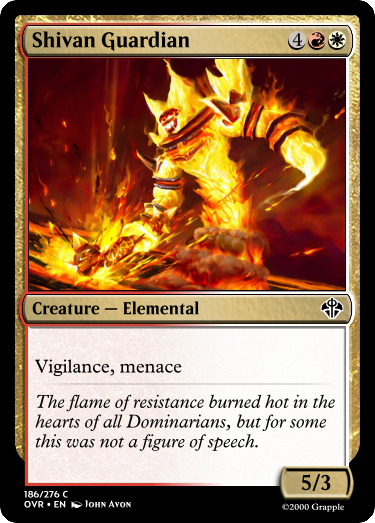 Shivan Guardian 4
Creature — Elemental
Vigilance, menace
The flame of resistance burned hot in the
hearts of all Dominarians, but for some
this was not a figure of speech.
5/3
186/276 C
OVR • EN John Avon
©2000 Grapple